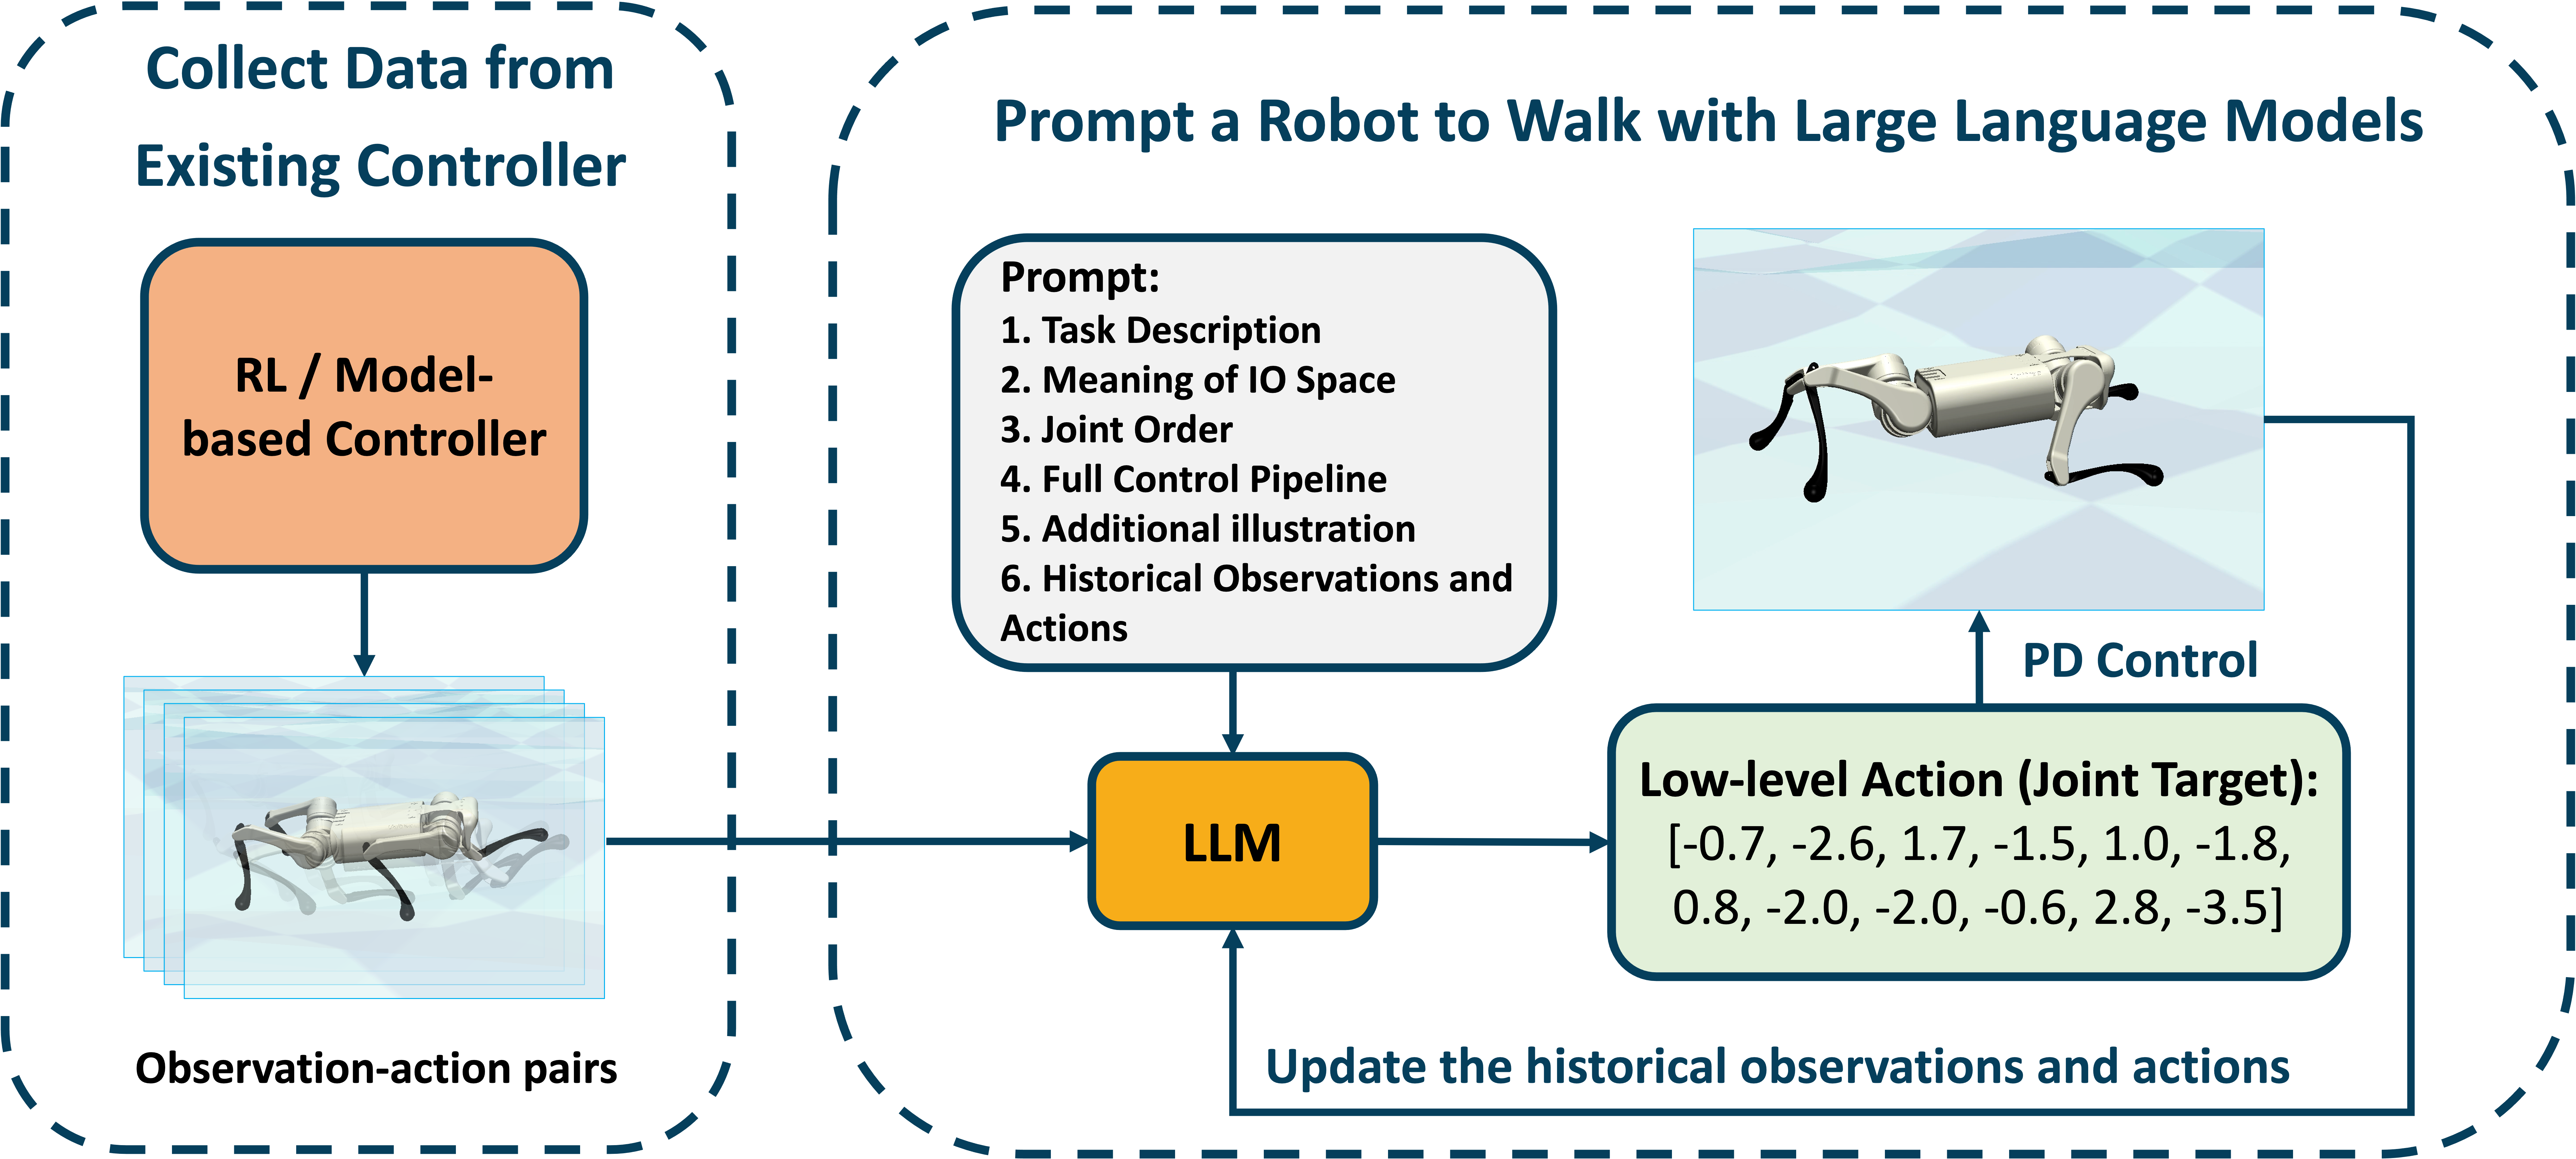 Collect Data from
Existing Controller
RL / Model-
based Controller
Observation-action pairs
Prompt a Robot to Walk with Large Language Models
Prompt:
1. Task Description
2. Meaning of IO Space
3. Joint Order
4. Full Control Pipeline
5. Additional illustration
6. Historical Observations and
Actions
LLM
PD Control
Low-level Action (Joint Target):
[-0.7, -2.6, 1.7, -1.5, 1.0, -1.8,
0.8, -2.0, -2.0, -0.6, 2.8, -3.5]
Update the historical observations and actions